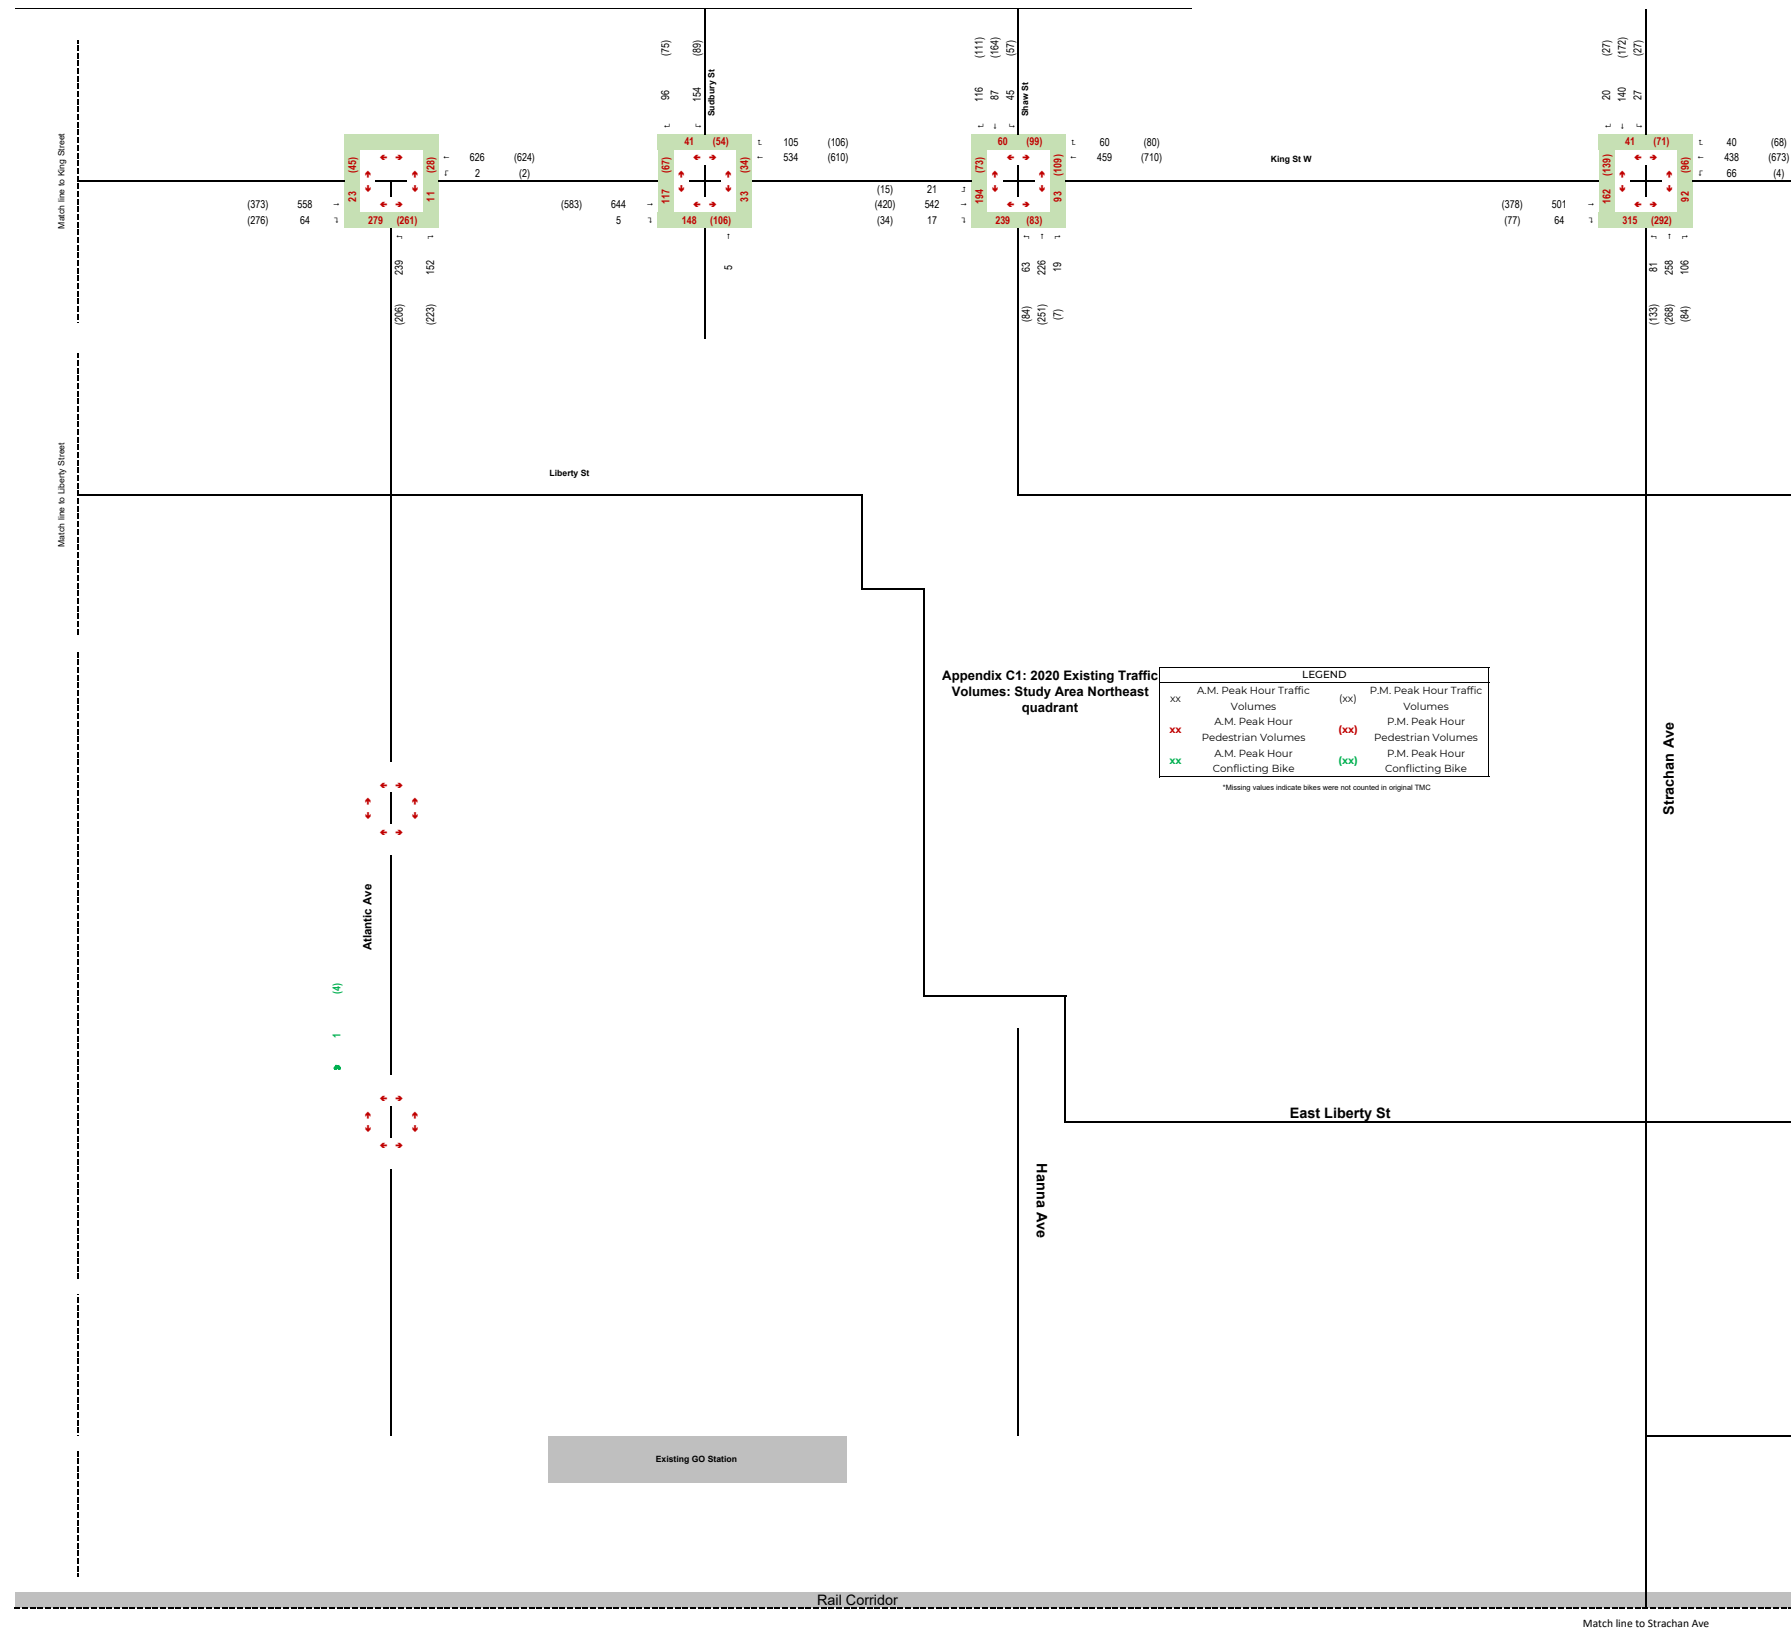 (75) (89)
(111) (164) (57)
(27) (172) (27)
96 154
Sudbury St
116 87 45
Shaw St
20 140 27
Match line to King Street
41 (54)
105 (106)
60 (99)
60 (80)
41 (71)
40 (68)
626 (624)
534 (610)
459 (710)
King St W
438 (673)
23 (45)
11 (28)
2 (2)
117 (67)
33 (34)
194 (73)
93 (109)
162 (139)
92 (96)
66 (4)
(15) 21
(373) 558
(583) 644
(420) 542
(378) 501
(276) 64
279 (261)
5
148 (106)
(34) 17
239 (83)
(77) 64
315 (292)
239 152
5
63 226 19
81 258 106
(206) (223)
(84) (251) (7)
(133) (268) (84)
Match line to Liberty Street
Liberty St
Appendix C1: 2020 Existing Traffic
Volumes: Study Area Northeast
quadrant
LEGEND
xx A.M. Peak Hour Traffic Volumes (xx) P.M. Peak Hour Traffic Volumes
xx A.M. Peak Hour Pedestrian Volumes (xx) P.M. Peak Hour Pedestrian Volumes
xx A.M. Peak Hour Conflicting Bike (xx) P.M. Peak Hour Conflicting Bike
*Missing values indicate bikes were not counted in original TMC
Strachan Ave
Atlantic Ave
1 (4)
East Liberty St
Hanna Ave
Existing GO Station
Rail Corridor
Match line to Strachan Ave